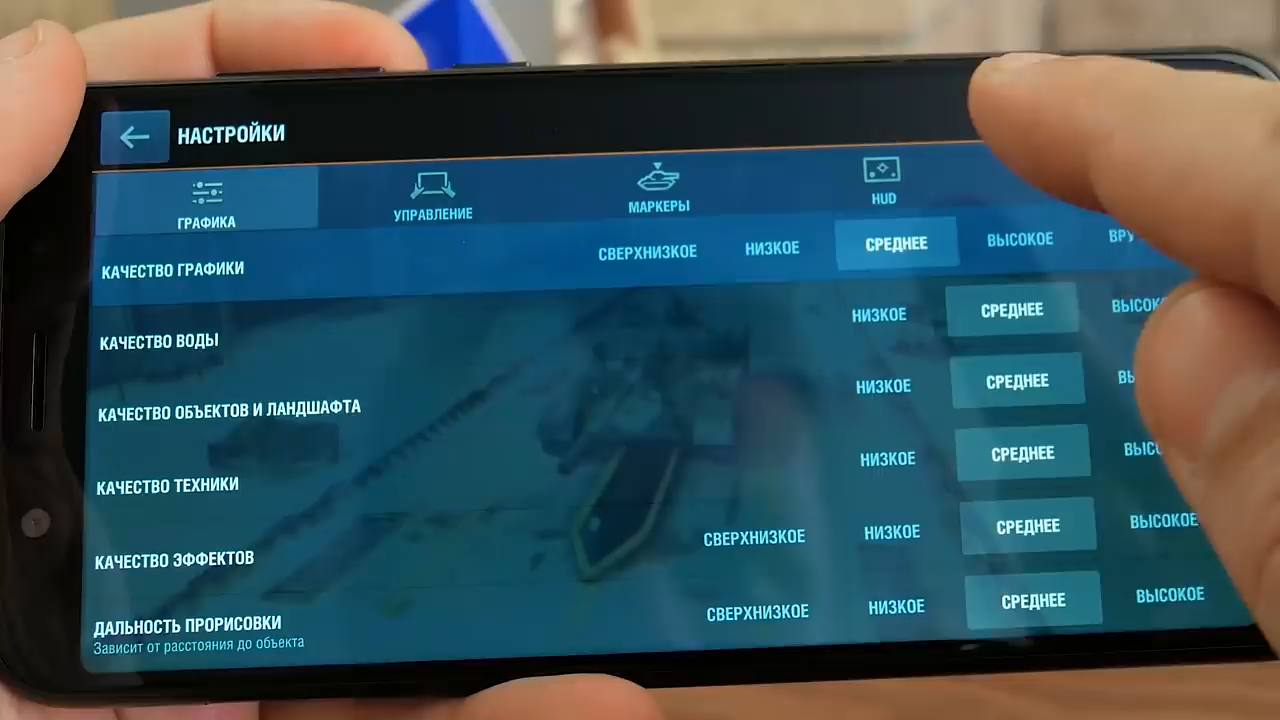 НАСТРОЙКИ
ГРАФИКА УПРАВЛЕНИЕ МАРКЕРЫ HUD
КАЧЕСТВО ГРАФИКИ СВЕРХНИЗКОЕ НИЗКОЕ СРЕДНЕЕ ВЫСОКОЕ
КАЧЕСТВО ВОДЫ НИЗКОЕ СРЕДНЕЕ
КАЧЕСТВО ОБЪЕКТОВ И ЛАНДШАФТА НИЗКОЕ СРЕДНЕЕ
КАЧЕСТВО ТЕХНИКИ НИЗКОЕ СРЕДНЕЕ
КАЧЕСТВО ЭФФЕКТОВ СВЕРХНИЗКОЕ НИЗКОЕ СРЕДНЕЕ ВЫСОКОЕ
ДАЛЬНОСТЬ ПРОРИСОВКИ СВЕРХНИЗКОЕ НИЗКОЕ СРЕДНЕЕ ВЫСОКОЕ
Зависит от расстояния до объекта